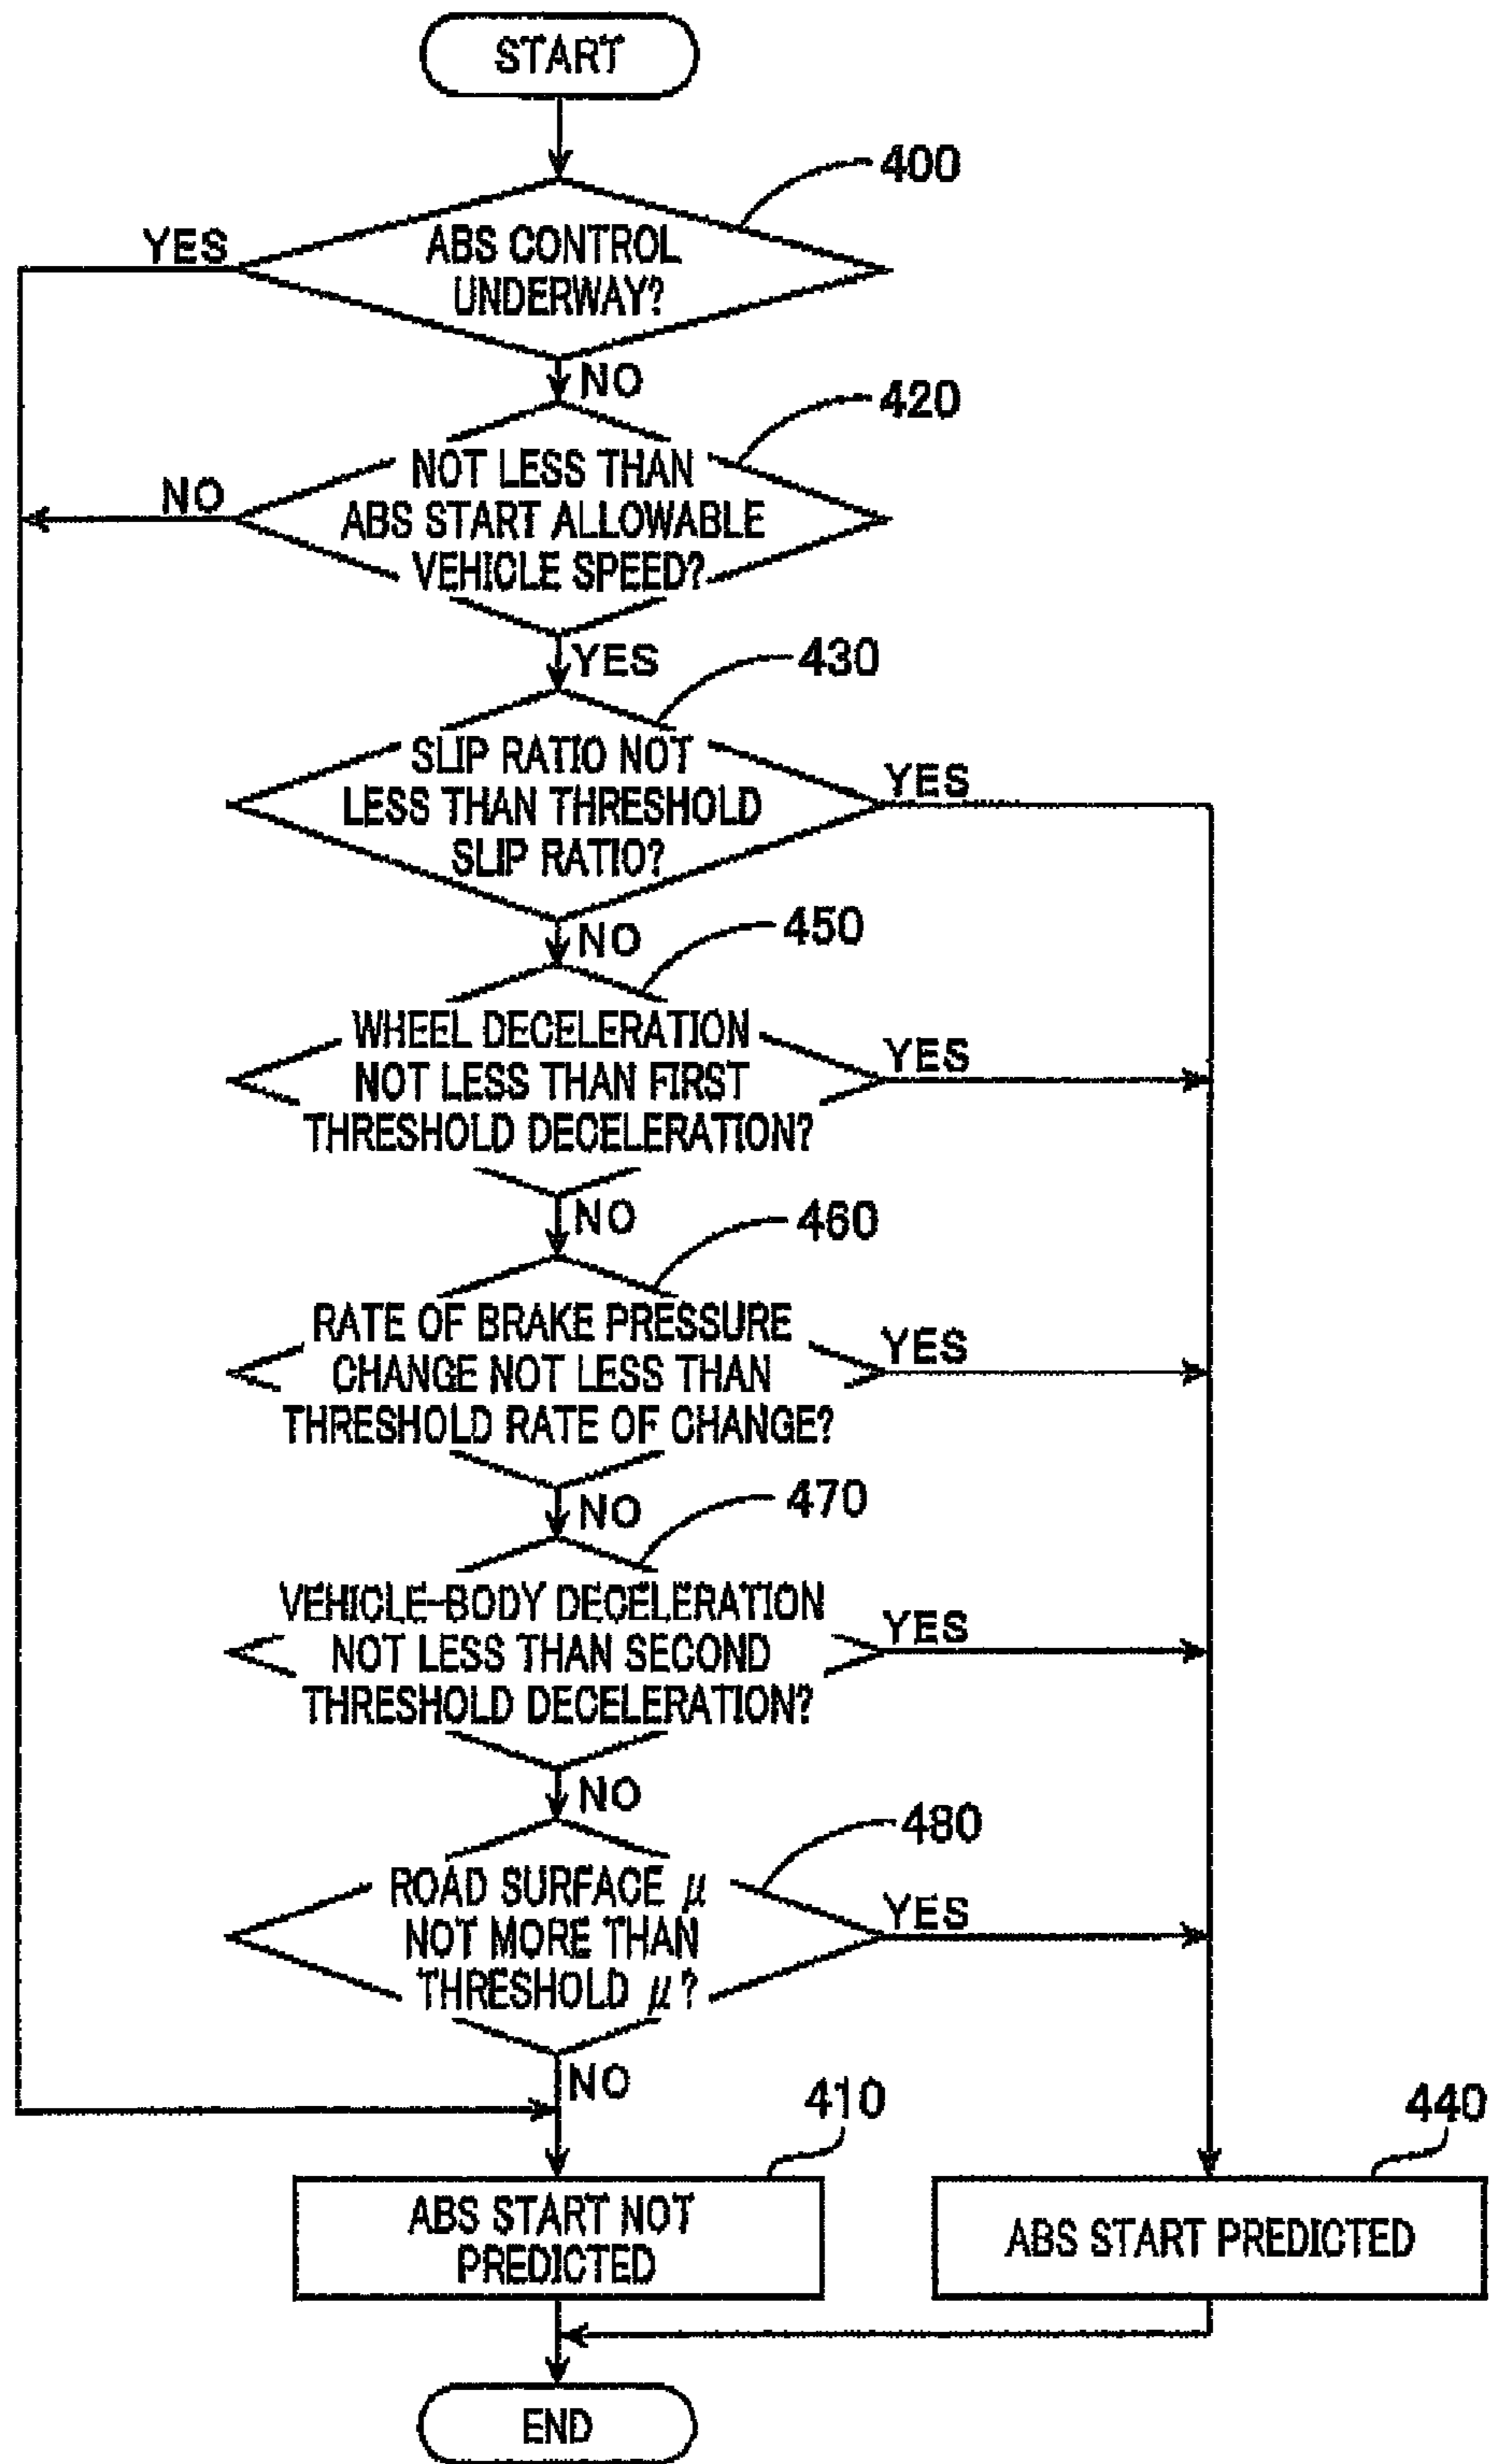 START
400
YES
ABS CONTROL
UNDERWAY?
NO
420
NOT LESS THAN
NO
ABS START ALLOWABLE
VEHICLE SPEED?
YES
430
SLIP RATIO NOT
YES
LESS THAN THRESHOLD
SLIP RATIO?
NO
450
WHEEL DECELERATION
YES
NOT LESS THAN FIRST
THRESHOLD DECELERATION?
NO
460
RATE OF BRAKE PRESSURE
YES
CHANGE NOT LESS THAN
THRESHOLD RATE OF CHANGE?
NO
470
VEHICLE-BODY DECELERATION
YES
NOT LESS THAN SECOND
THRESHOLD DECELERATION?
NO
480
ROAD SURFACE μ
YES
NOT MORE THAN
THRESHOLD μ?
NO
410
440
ABS START NOT
PREDICTED
ABS START PREDICTED
END